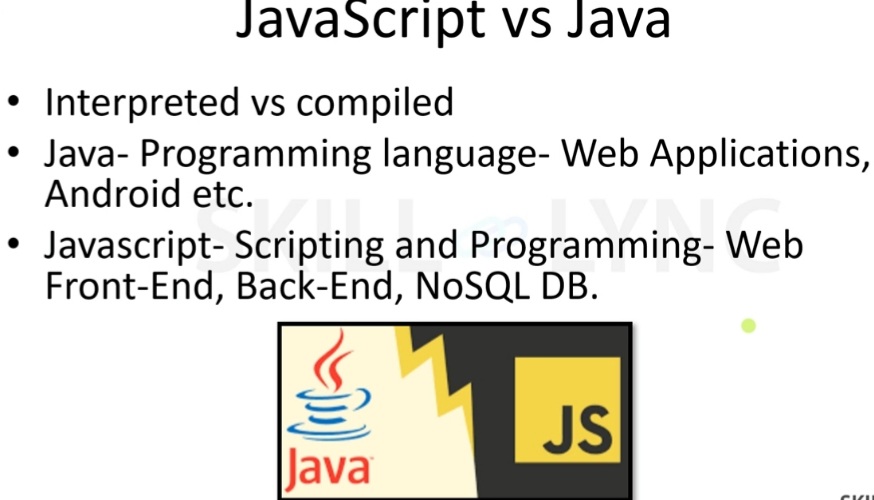 JavaScript vs Java
• Interpreted vs compiled
• Java- Programming language- Web Applications,
Android etc.
• Javascript- Scripting and Programming- Web
Front-End, Back-End, NoSQL DB.
SKILL LYNC
Java
JS